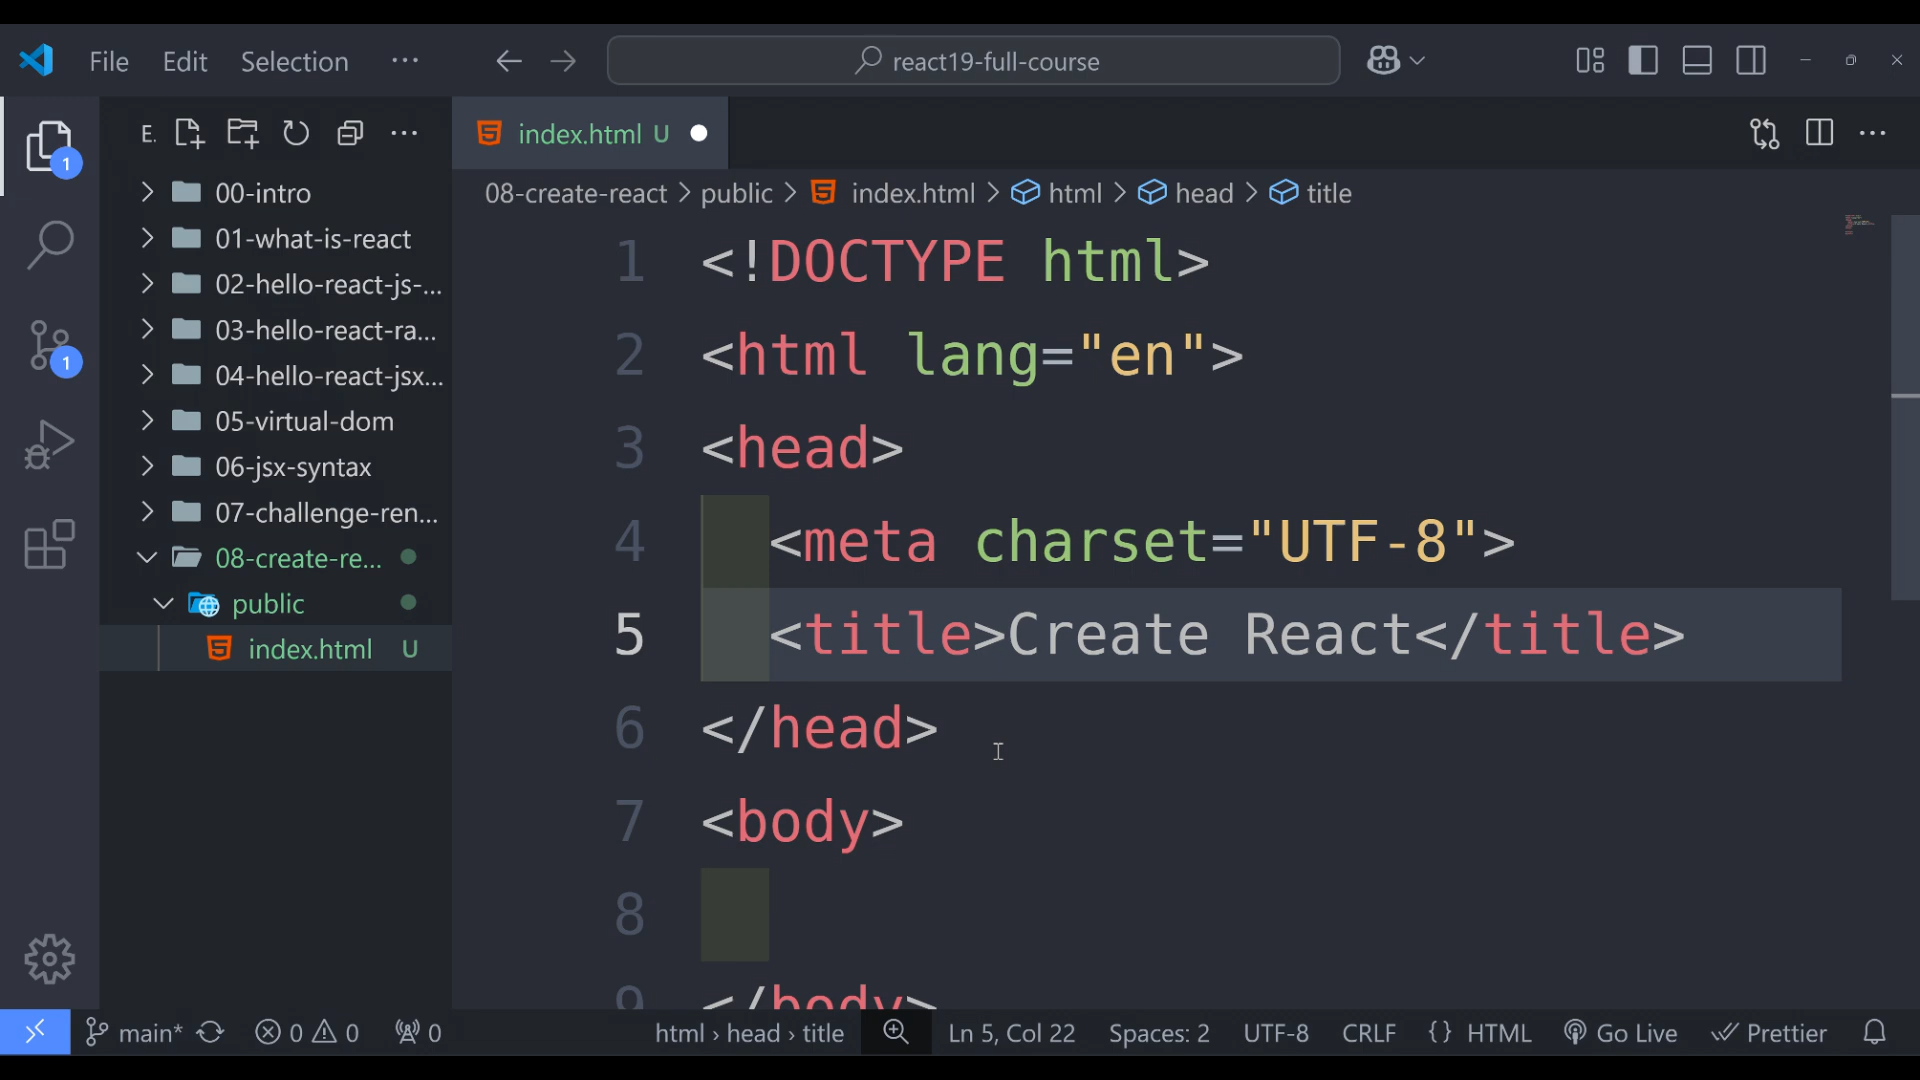 File Edit Selection ··· react19-full-course
E. ···
index.html U
08-create-react > public > index.html > html > head > title
00-intro
01-what-is-react
02-hello-react-js-...
03-hello-react-ra...
04-hello-react-jsx...
05-virtual-dom
06-jsx-syntax
07-challenge-ren...
08-create-re...
public
index.html U
1
1
1 <!DOCTYPE html>
2 <html lang="en">
3 <head>
4 <meta charset="UTF-8">
5 <title>Create React</title>
6 </head>
7 <body>
8
9 </body>
main* 0 0 0 html › head › title Ln 5, Col 22 Spaces: 2 UTF-8 CRLF {} HTML Go Live Prettier